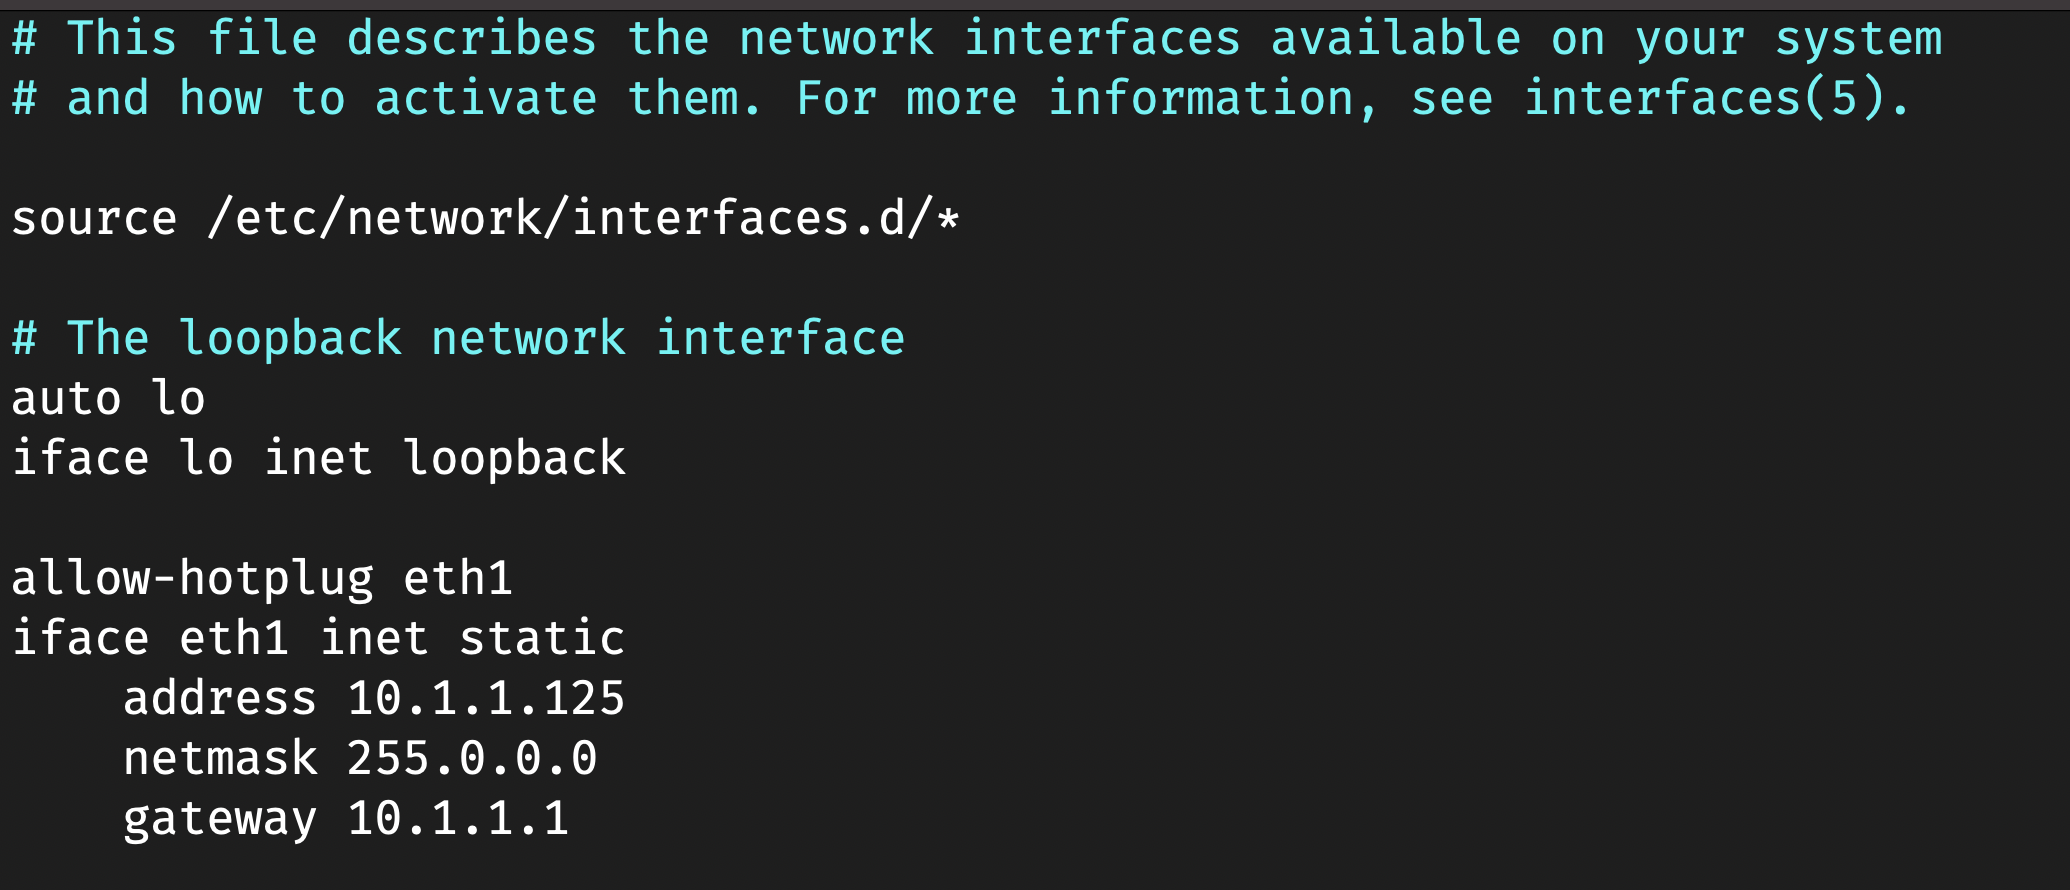 # This file describes the network interfaces available on your system
# and how to activate them. For more information, see interfaces(5).
source /etc/network/interfaces.d/*
# The loopback network interface
auto lo
iface lo inet loopback
allow-hotplug eth1
iface eth1 inet static
    address 10.1.1.125
    netmask 255.0.0.0
    gateway 10.1.1.1